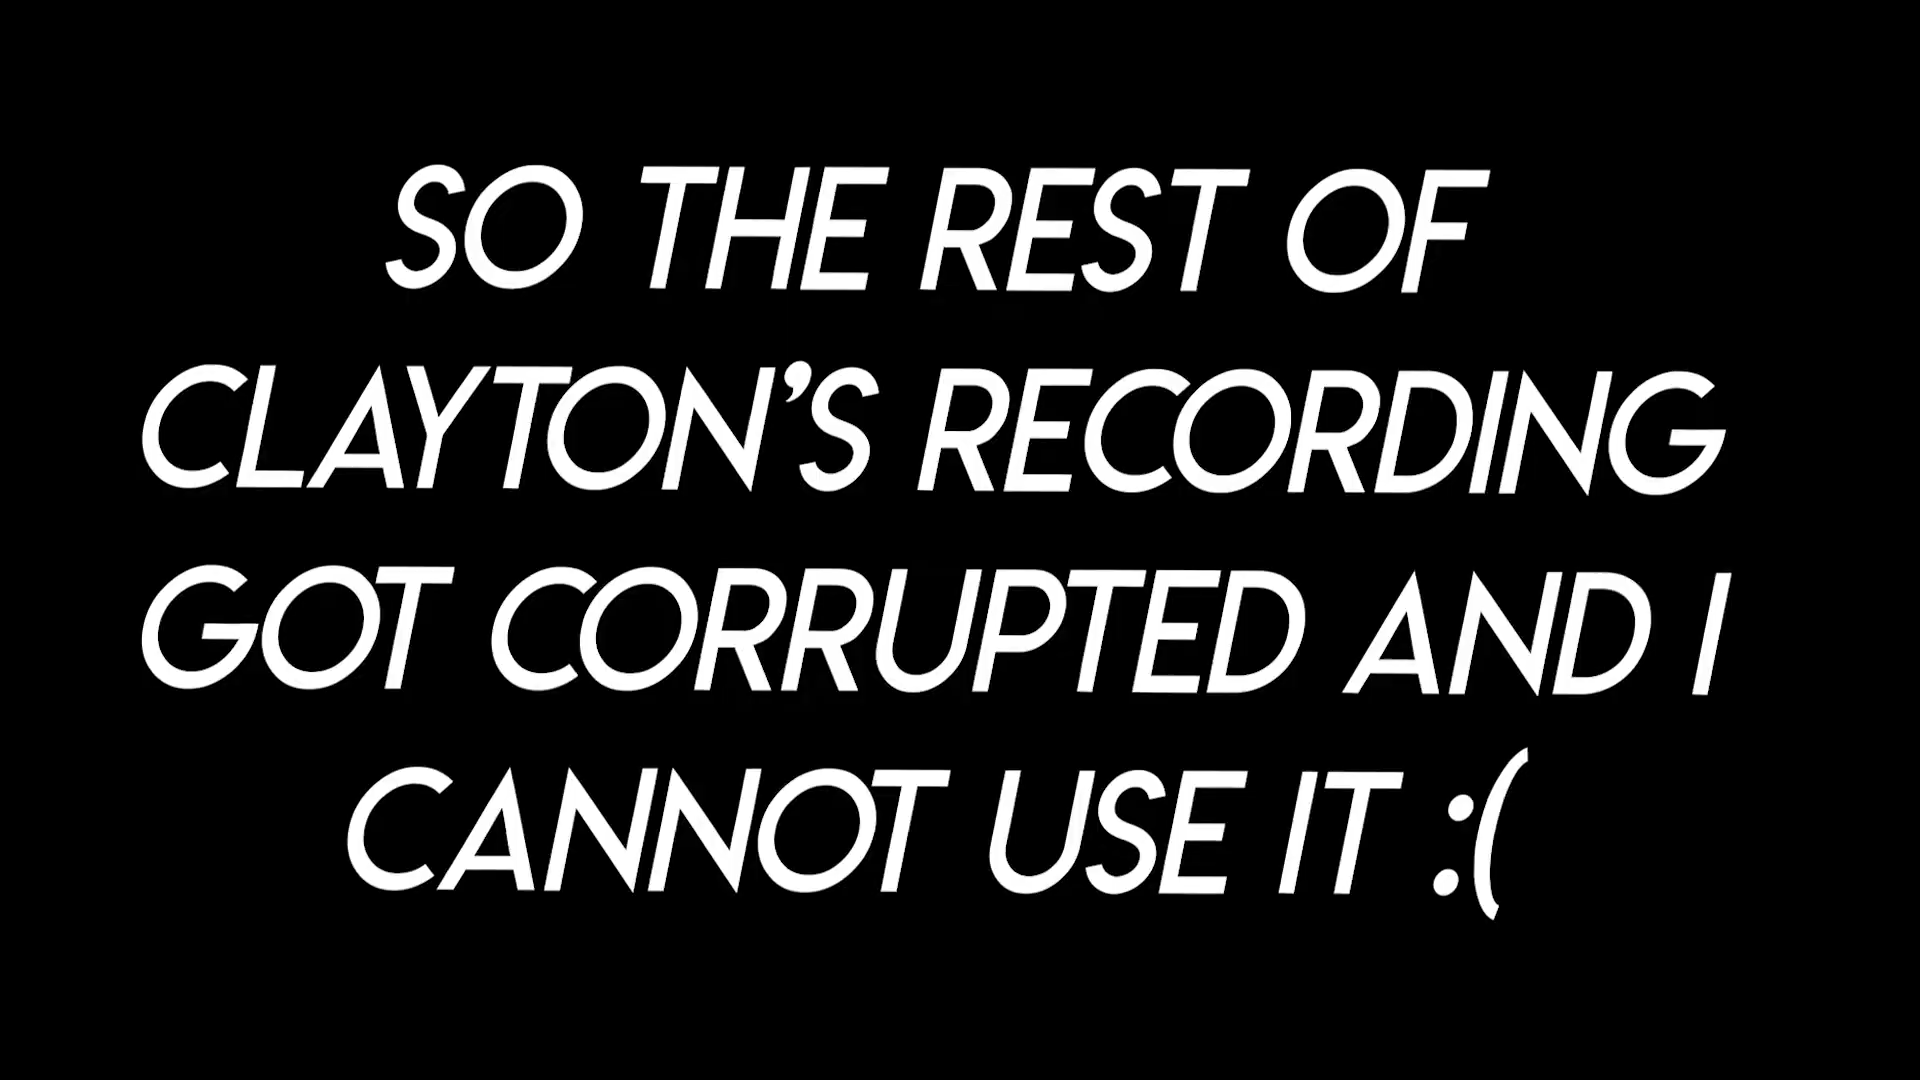 SO THE REST OF
CLAYTON’S RECORDING
GOT CORRUPTED AND I
CANNOT USE IT :(